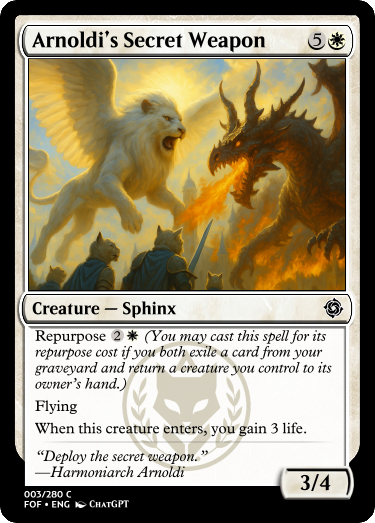 Arnoldi's Secret Weapon 5
Creature — Sphinx
Repurpose 2 (You may cast this spell for its
repurpose cost if you both exile a card from your
graveyard and return a creature you control to its
owner's hand.)
Flying
When this creature enters, you gain 3 life.
“Deploy the secret weapon.”
—Harmoniarch Arnoldi
3/4
003/280 C
FOF • ENG ChatGPT